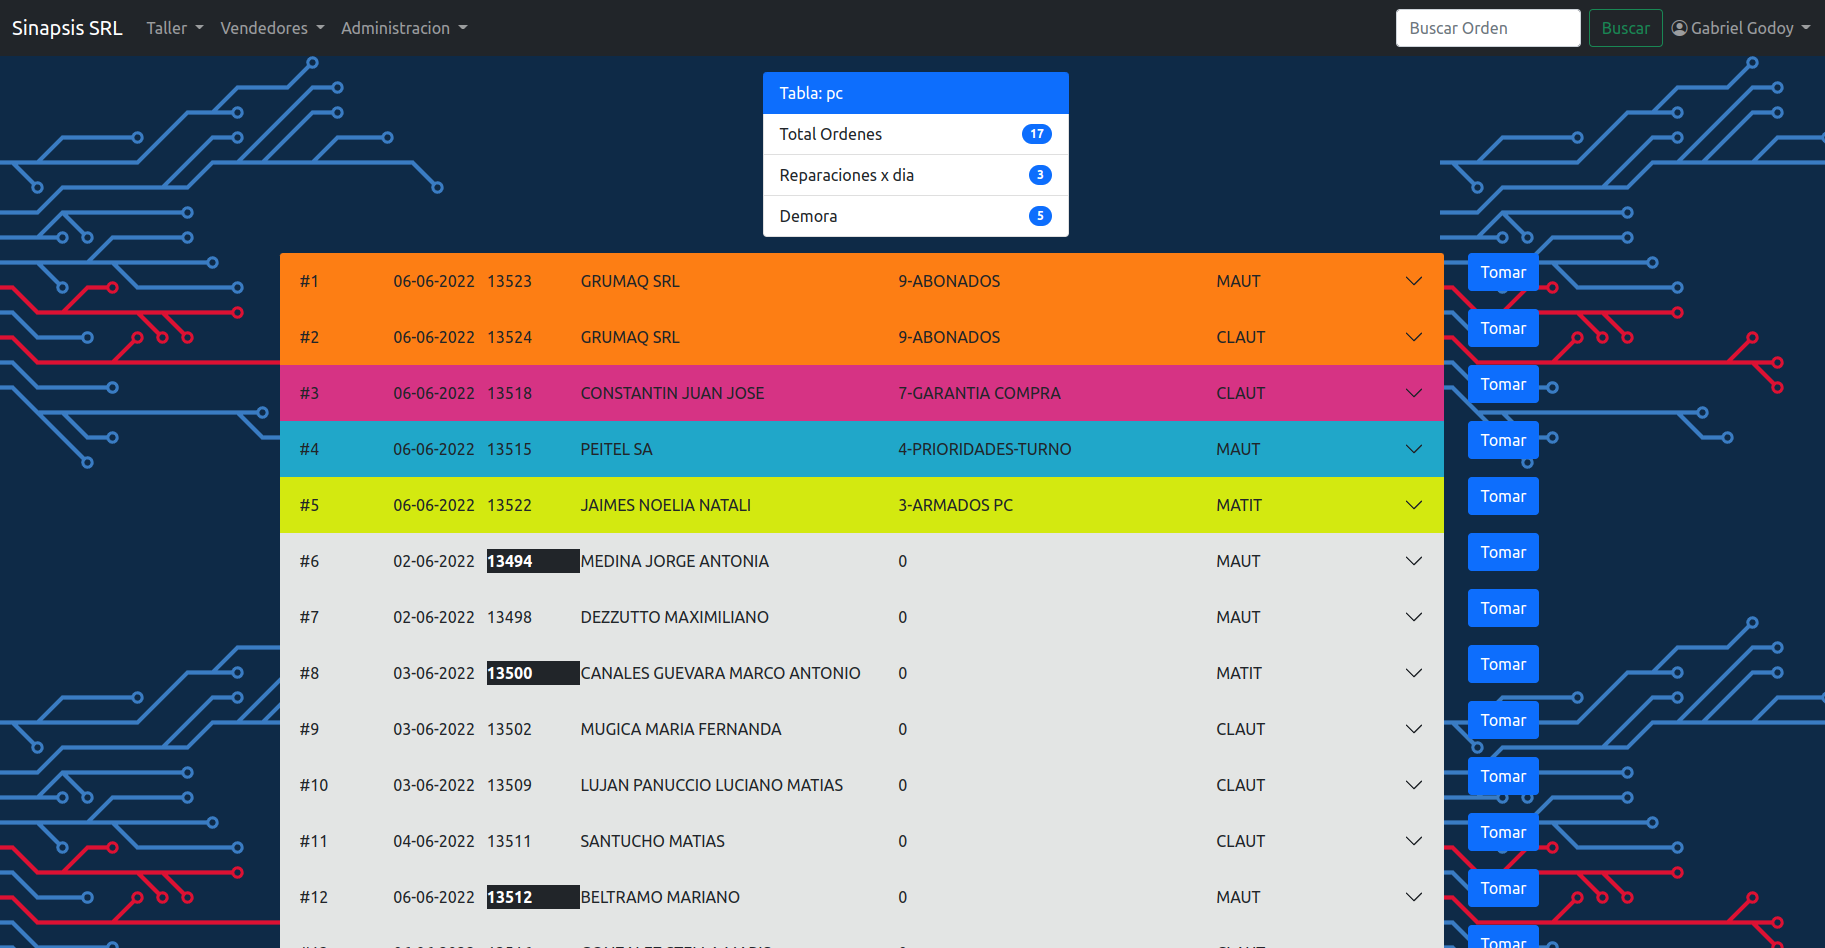 Sinapsis SRL Taller Vendedores Administracion Buscar Orden Buscar Gabriel Godoy
Tabla: pc
Total Ordenes 17
Reparaciones x dia 3
Demora 5
#1 06-06-2022 13523 GRUMAQ SRL 9-ABONADOS MAUT Tomar
#2 06-06-2022 13524 GRUMAQ SRL 9-ABONADOS CLAUT Tomar
#3 06-06-2022 13518 CONSTANTIN JUAN JOSE 7-GARANTIA COMPRA CLAUT Tomar
#4 06-06-2022 13515 PEITEL SA 4-PRIORIDADES-TURNO MAUT Tomar
#5 06-06-2022 13522 JAIMES NOELIA NATALI 3-ARMADOS PC MATIT Tomar
#6 02-06-2022 13494 MEDINA JORGE ANTONIA 0 MAUT Tomar
#7 02-06-2022 13498 DEZZUTTO MAXIMILIANO 0 MAUT Tomar
#8 03-06-2022 13500 CANALES GUEVARA MARCO ANTONIO 0 MATIT Tomar
#9 03-06-2022 13502 MUGICA MARIA FERNANDA 0 CLAUT Tomar
#10 03-06-2022 13509 LUJAN PANUCCIO LUCIANO MATIAS 0 CLAUT Tomar
#11 04-06-2022 13511 SANTUCHO MATIAS 0 CLAUT Tomar
#12 06-06-2022 13512 BELTRAMO MARIANO 0 MAUT Tomar
Tomar